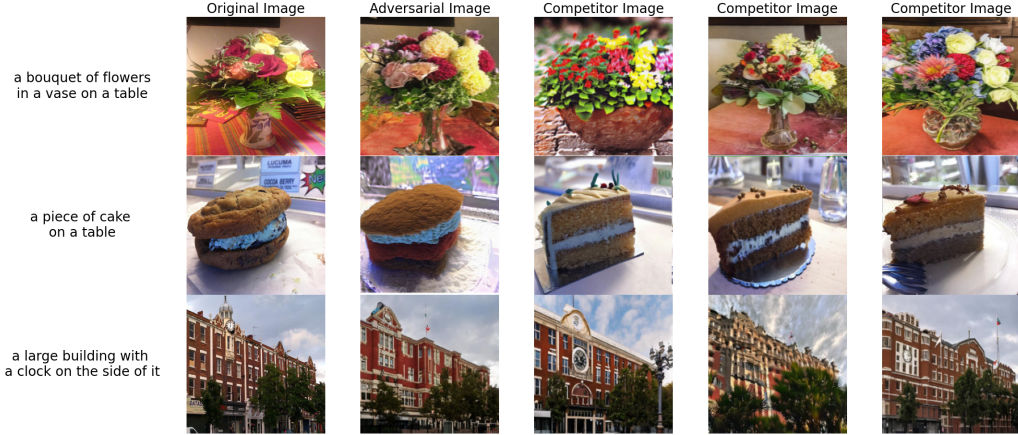 Original Image
Adversarial Image
Competitor Image
Competitor Image
Competitor Image
a bouquet of flowers
in a vase on a table
LUCUMA
COCOA BERRY
NE
a piece of cake
on a table
a large building with
a clock on the side of it